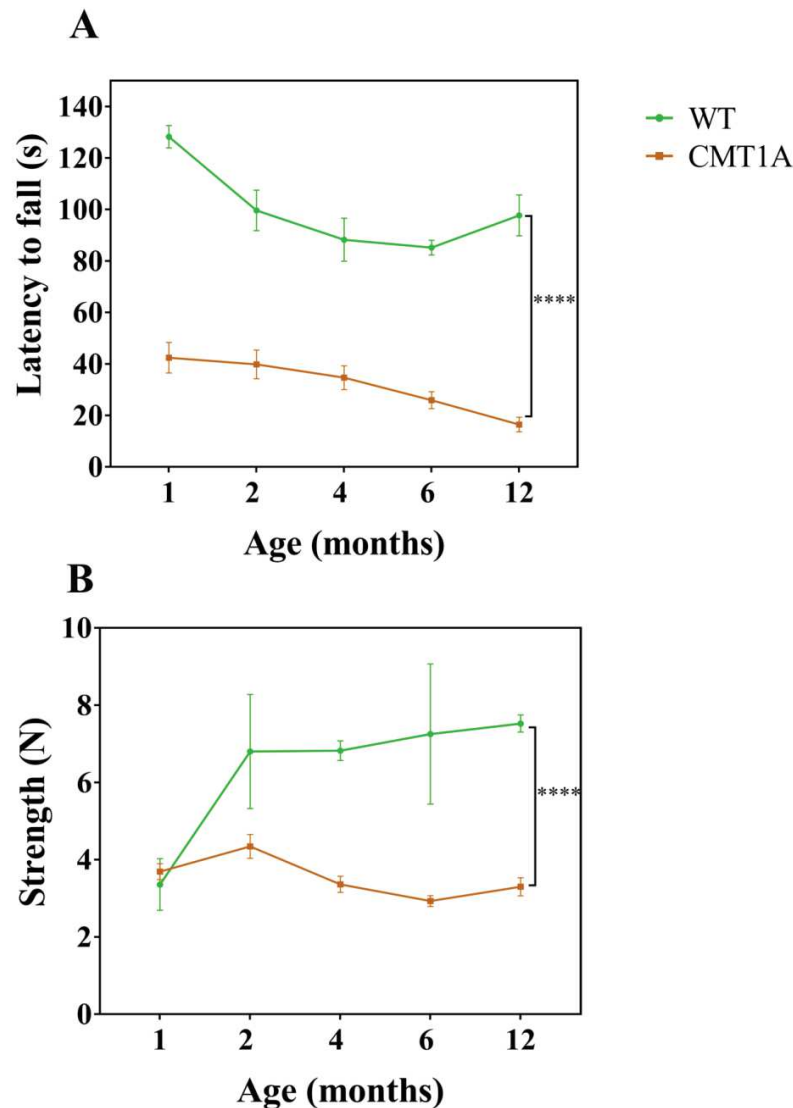 A
WT
CMT1A
Latency to fall (s)
140
120
100
80
60
40
20
0
****
1 2 4 6 12
Age (months)
B
Strength (N)
10
8
6
4
2
0
****
1 2 4 6 12
Age (months)